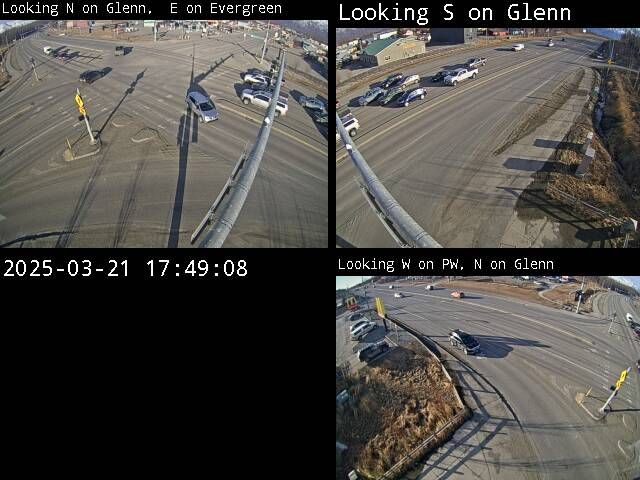 Looking N on Glenn,  E on Evergreen
Looking S on Glenn
2025-03-21 17:49:08
Looking W on PW, N on Glenn